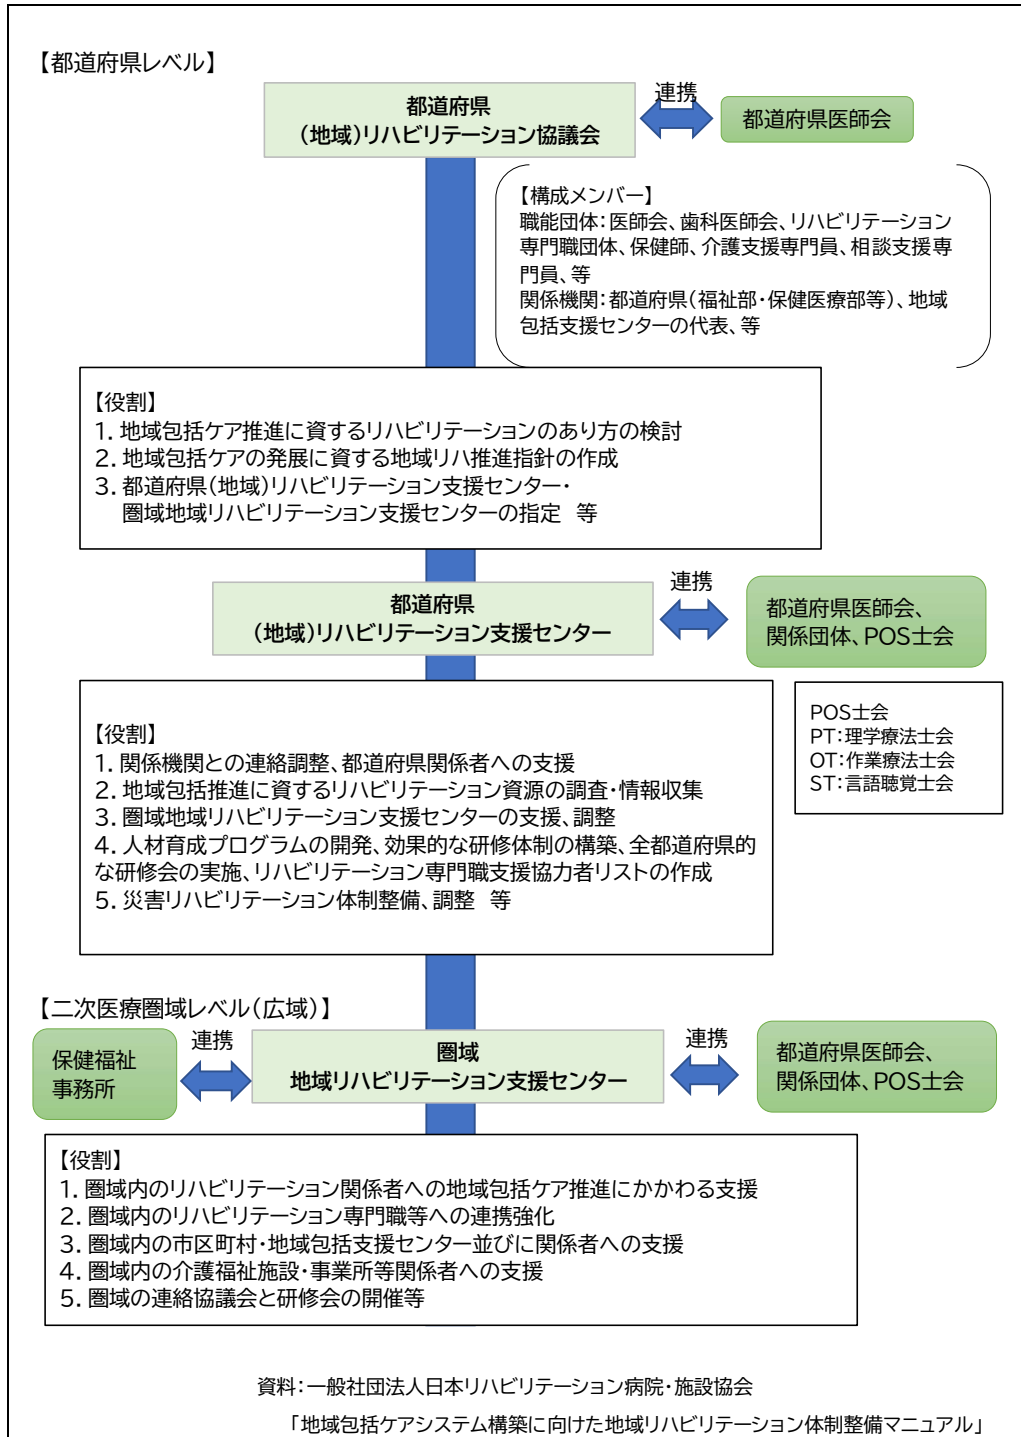 【都道府県レベル】
都道府県
（地域）リハビリテーション協議会
連携
都道府県医師会
【構成メンバー】
職能団体：医師会、歯科医師会、リハビリテーション
専門職団体、保健師、介護支援専門員、相談支援専
門員、等
関係機関：都道府県（福祉部・保健医療部等）、地域
包括支援センターの代表、等
【役割】
1．地域包括ケア推進に資するリハビリテーションのあり方の検討
2．地域包括ケアの発展に資する地域リハ推進指針の作成
3．都道府県（地域）リハビリテーション支援センター・
圏域地域リハビリテーション支援センターの指定　等
都道府県
（地域）リハビリテーション支援センター
連携
都道府県医師会、
関係団体、POS士会
POS士会
PT：理学療法士会
OT：作業療法士会
ST：言語聴覚士会
【役割】
1．関係機関との連絡調整、都道府県関係者への支援
2．地域包括推進に資するリハビリテーション資源の調査・情報収集
3．圏域地域リハビリテーション支援センターの支援、調整
4．人材育成プログラムの開発、効果的な研修体制の構築、全都道府県的
な研修会の実施、リハビリテーション専門職支援協力者リストの作成
5．災害リハビリテーション体制整備、調整　等
【二次医療圏域レベル（広域）】
保健福祉
事務所
連携
圏域
地域リハビリテーション支援センター
連携
都道府県医師会、
関係団体、POS士会
【役割】
1．圏域内のリハビリテーション関係者への地域包括ケア推進にかかわる支援
2．圏域内のリハビリテーション専門職等への連携強化
3．圏域内の市区町村・地域包括支援センター並びに関係者への支援
4．圏域内の介護福祉施設・事業所等関係者への支援
5．圏域の連絡協議会と研修会の開催等
資料：一般社団法人日本リハビリテーション病院・施設協会
「地域包括ケアシステム構築に向けた地域リハビリテーション体制整備マニュアル」